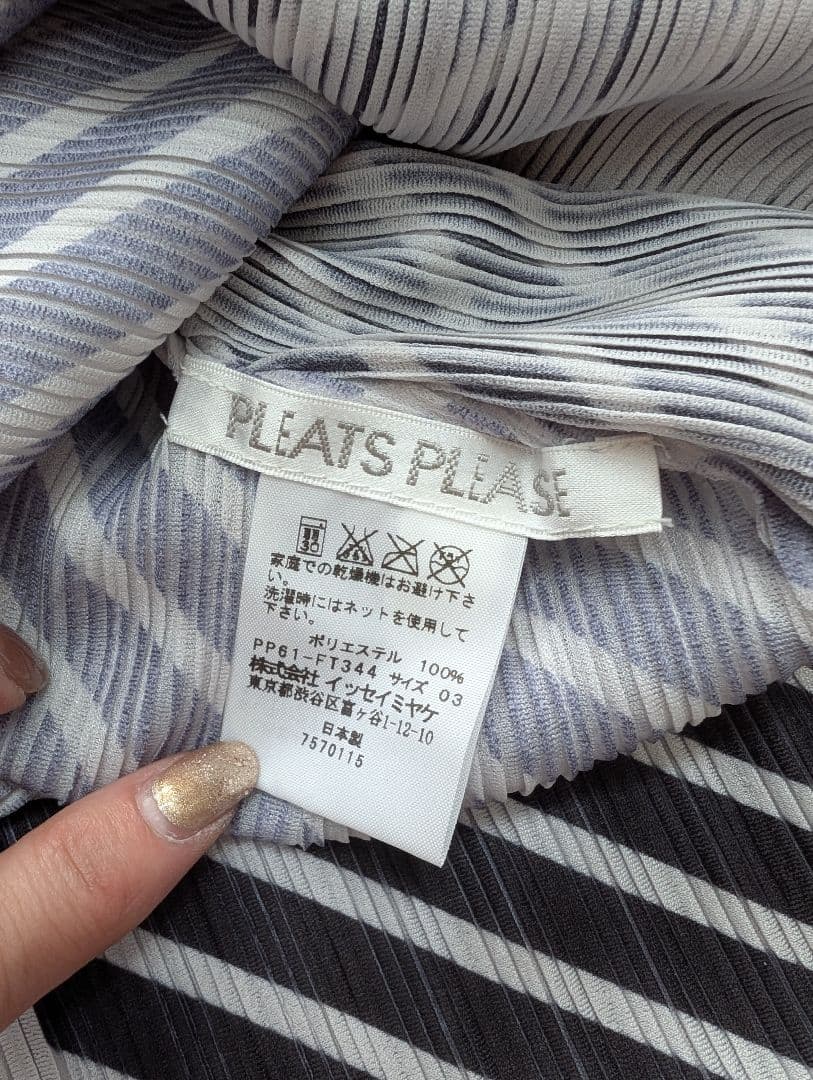 PLEATS PLEASE
30
家庭での乾燥機はお避け下さ
い。
洗濯時にはネットを使用して
下さい。
ポリエステル 100%
PP61-FT344 サイズ 03
株式会社 イッセイミヤケ
東京都渋谷区富ヶ谷1-12-10
日本製
7570115